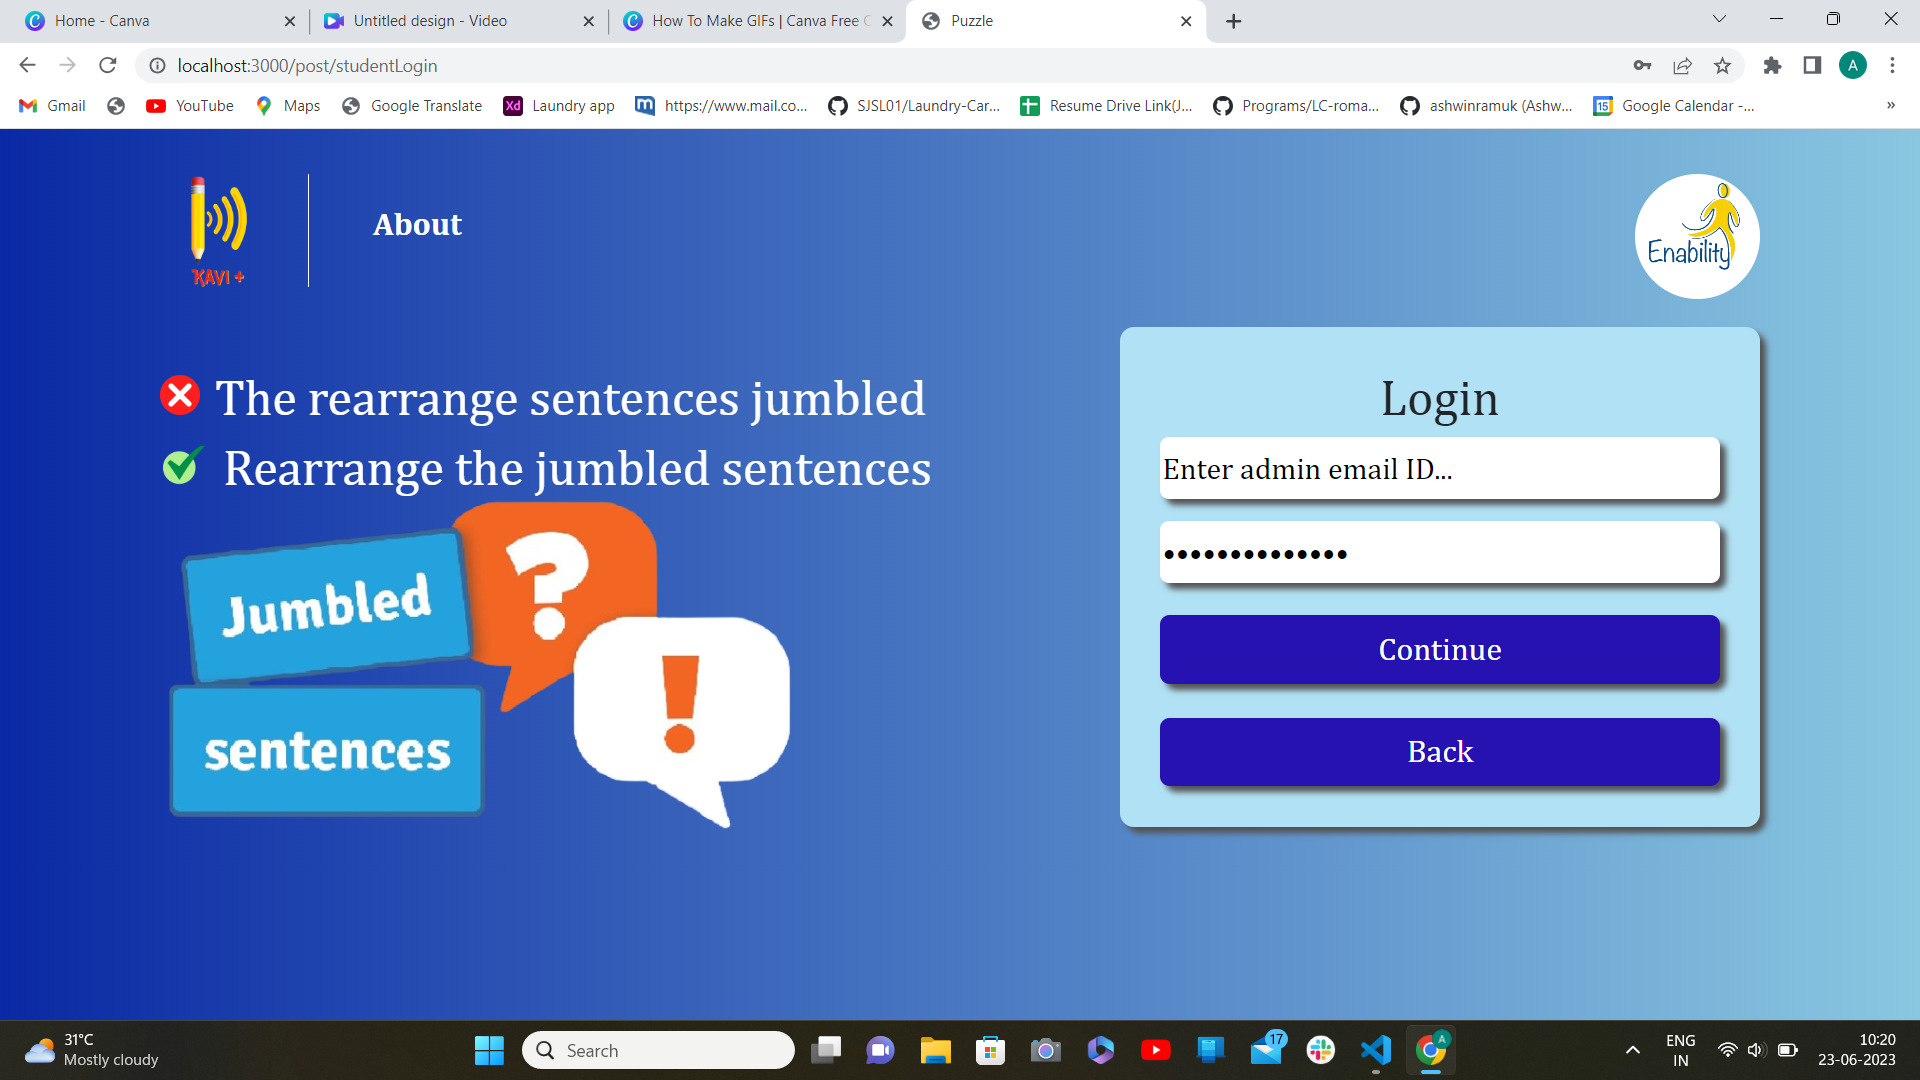 Home - Canva
Untitled design - Video
How To Make GIFs | Canva Free C
Puzzle
localhost:3000/post/studentLogin
A
Gmail
YouTube
Maps
Google Translate
Xd
Laundry app
https://www.mail.co...
SJSL01/Laundry-Car...
Resume Drive Link(J...
Programs/LC-roma...
ashwinramuk (Ashw...
15
Google Calendar -...
»
KAVI +
About
Enability
The rearrange sentences jumbled
Rearrange the jumbled sentences
Jumbled
?
!
sentences
Login
Enter admin email ID...
••••••••••••••
Continue
Back
31°C
Mostly cloudy
Search
17
A
ENG
IN
10:20
23-06-2023